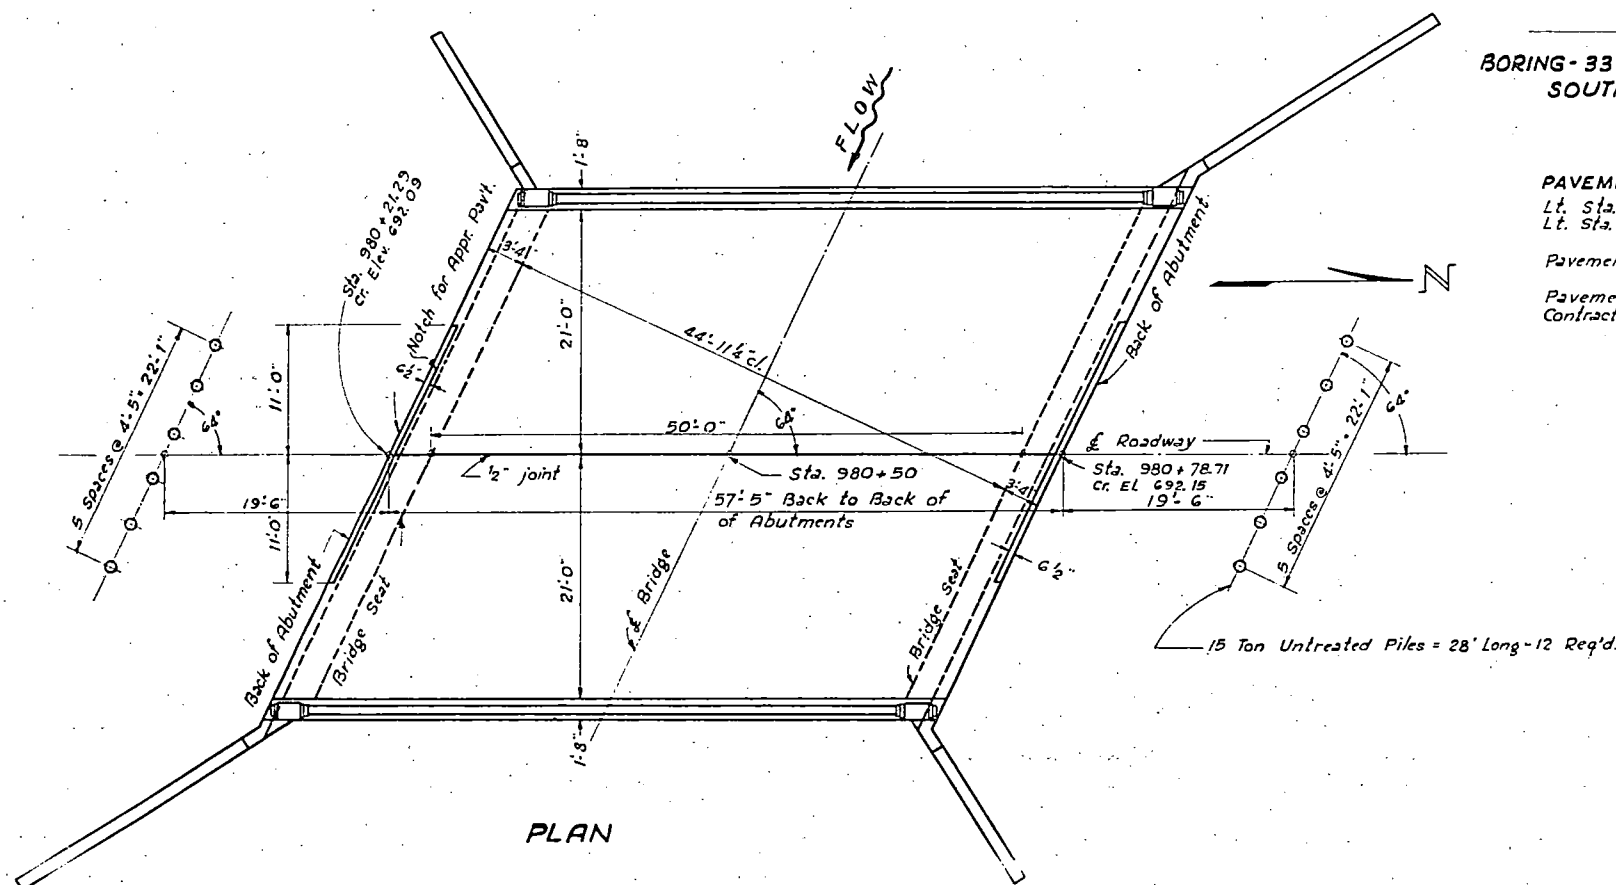 BORING - 33
SOUT
FLOW
1'-8"
PAVEM
Lt. Sta.
Lt. Sta.
Paveme
Paveme
Contract
Sta. 980+21.29
Cr. Elev. 692.09
Notch for Appr. Pav't.
3'-4"
6½"
21'-0"
44'-11¼" cl.
Back of Abutment
N
5 Spaces @ 4'-5" = 22'-1"
64°
11'-0"
50'-0"
64°
½" joint
Sta. 980+50
℄ Roadway
Sta. 980+78.71
Cr. El. 692.15
64°
5 Spaces @ 4'-5" = 22'-1"
19'-6"
57'-5" Back to Back of
of Abutments
3'-4"
19'-6"
11'-0"
6½"
Back of Abutment
Bridge Seat
21'-0"
℄ Bridge
Bridge Seat
15 Ton Untreated Piles = 28' Long - 12 Req'd.
1'-8"
PLAN